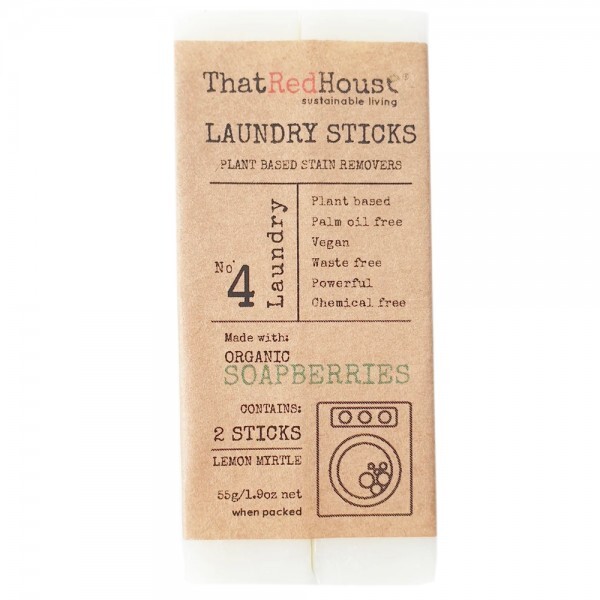 ThatRedHouse
sustainable living
LAUNDRY STICKS
PLANT BASED STAIN REMOVERS
No 4
Laundry
Plant based
Palm oil free
Vegan
Waste free
Powerful
Chemical free
Made with:
ORGANIC
SOAPBERRIES
CONTAINS:
2 STICKS
LEMON MYRTLE
55g/1.9oz net
when packed